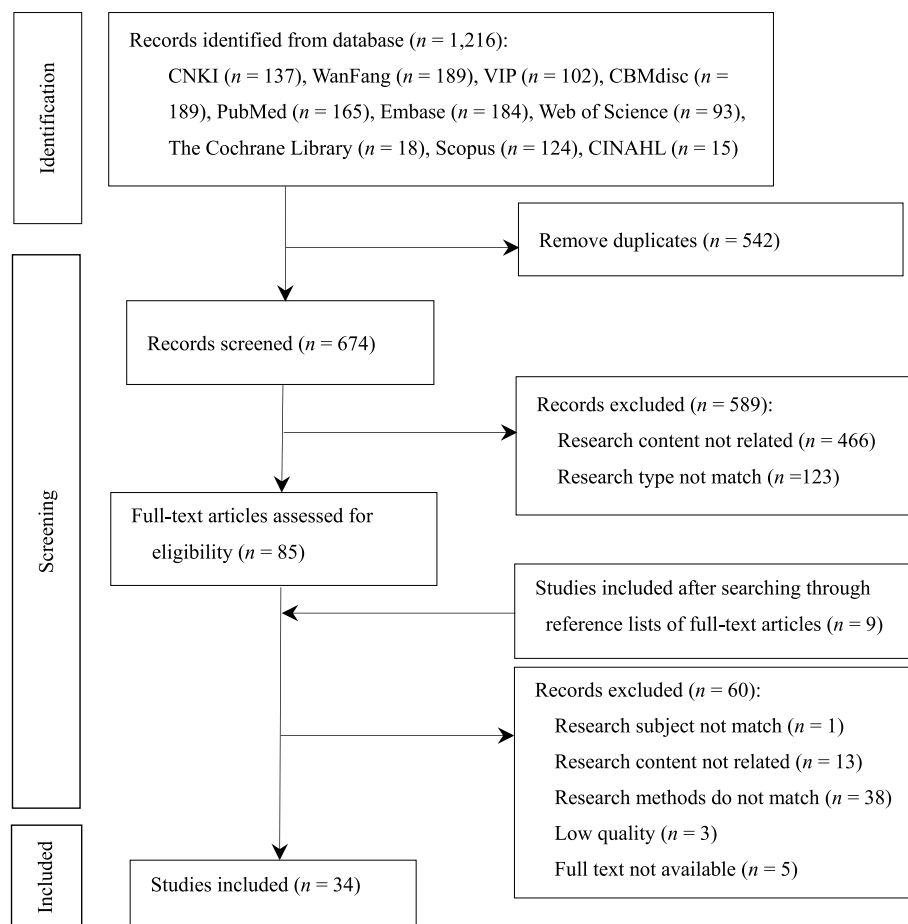 Identification
Records identified from database (n = 1,216):
CNKI (n = 137), WanFang (n = 189), VIP (n = 102), CBMdisc (n =
189), PubMed (n = 165), Embase (n = 184), Web of Science (n = 93),
The Cochrane Library (n = 18), Scopus (n = 124), CINAHL (n = 15)
Remove duplicates (n = 542)
Screening
Records screened (n = 674)
Records excluded (n = 589):
Research content not related (n = 466)
Research type not match (n =123)
Full-text articles assessed for
eligibility (n = 85)
Studies included after searching through
reference lists of full-text articles (n = 9)
Records excluded (n = 60):
Research subject not match (n = 1)
Research content not related (n = 13)
Research methods do not match (n = 38)
Low quality (n = 3)
Full text not available (n = 5)
Included
Studies included (n = 34)